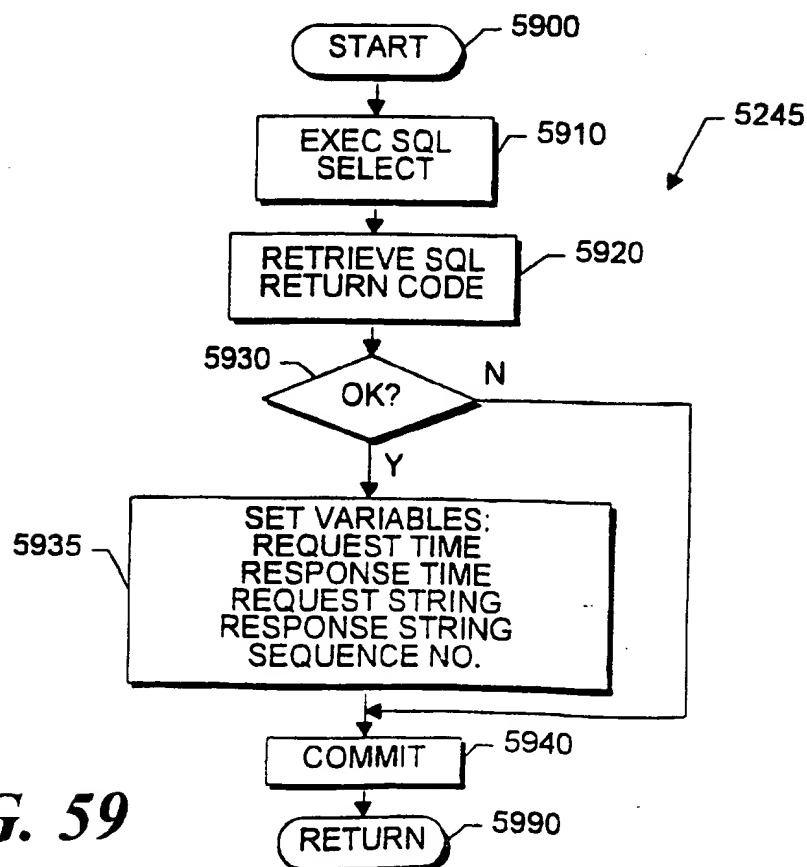 START
5900
5245
EXEC SQL
SELECT
5910
RETRIEVE SQL
RETURN CODE
5920
5930
OK?
N
Y
5935
SET VARIABLES:
REQUEST TIME
RESPONSE TIME
REQUEST STRING
RESPONSE STRING
SEQUENCE NO.
COMMIT
5940
G. 59
RETURN
5990